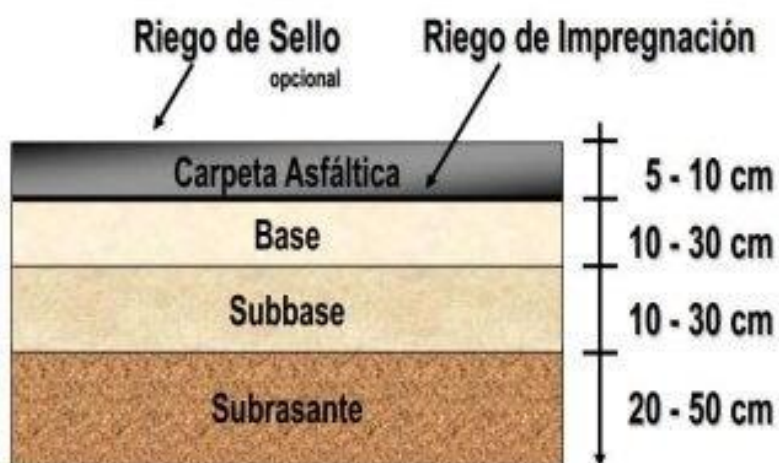 Riego de Sello
opcional
Riego de Impregnación
Carpeta Asfáltica
5 - 10 cm
Base
10 - 30 cm
Subbase
10 - 30 cm
Subrasante
20 - 50 cm